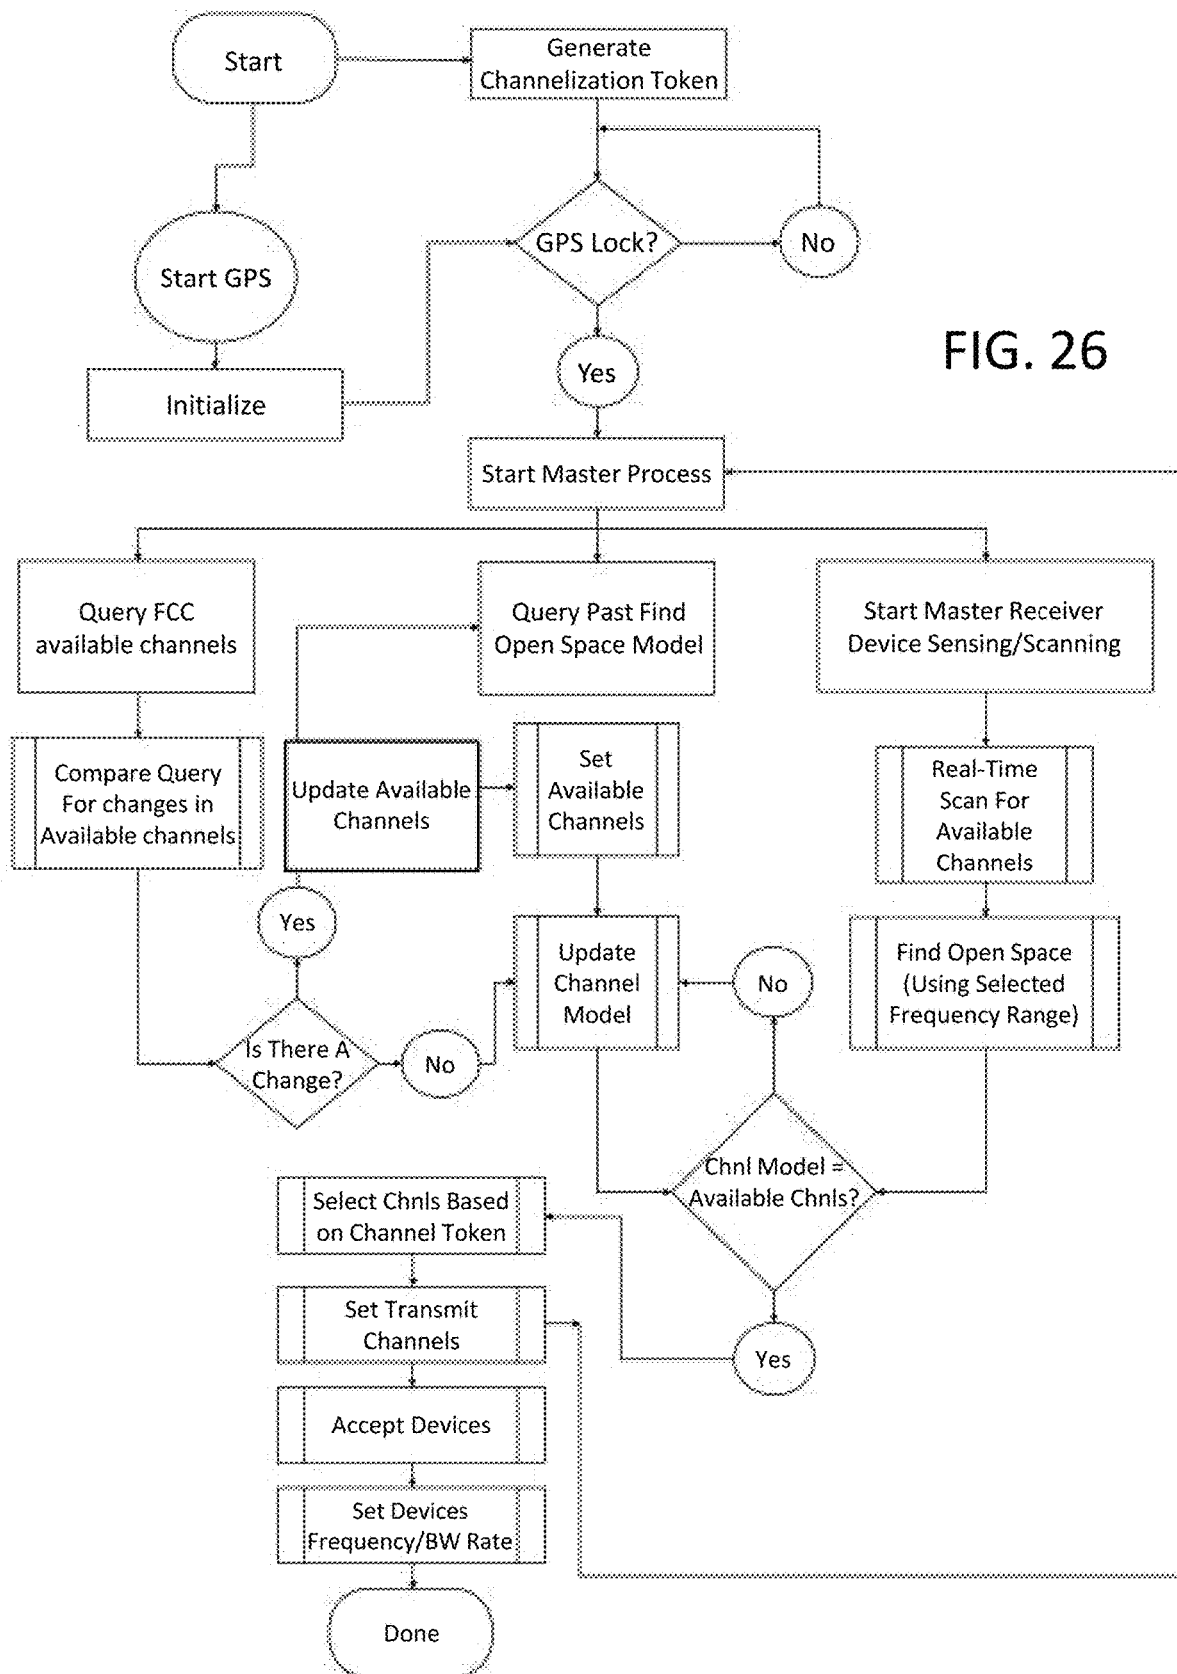 Start
Generate
Channelization Token
Start GPS
GPS Lock?
No
FIG. 26
Initialize
Yes
Start Master Process
Query FCC
available channels
Query Past Find
Open Space Model
Start Master Receiver
Device Sensing/Scanning
Compare Query
For changes in
Available channels
Update Available
Channels
Set
Available
Channels
Real-Time
Scan For
Available
Channels
Yes
Update
Channel
Model
No
Find Open Space
(Using Selected
Frequency Range)
Is There A
Change?
No
Chnl Model =
Available Chnls?
Select Chnls Based
on Channel Token
Set Transmit
Channels
Yes
Accept Devices
Set Devices
Frequency/BW Rate
Done